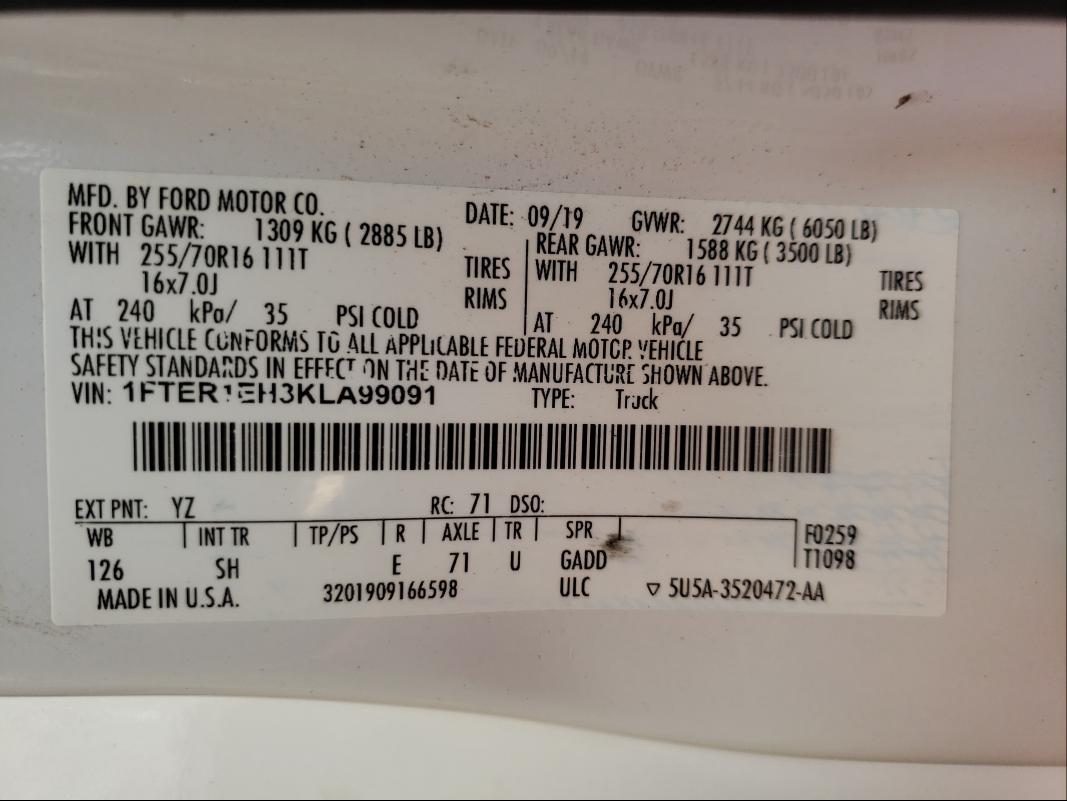 MFD. BY FORD MOTOR CO.
DATE: 09/19 GVWR: 2744 KG ( 6050 LB)
FRONT GAWR: 1309 KG ( 2885 LB)
REAR GAWR: 1588 KG ( 3500 LB)
WITH 255/70R16 111T TIRES
WITH 255/70R16 111T TIRES
16x7.0J RIMS
16x7.0J RIMS
AT 240 kPa/ 35 PSI COLD
AT 240 kPa/ 35 PSI COLD
THIS VEHICLE CONFORMS TO ALL APPLICABLE FEDERAL MOTOR VEHICLE
SAFETY STANDARDS IN EFFECT ON THE DATE OF MANUFACTURE SHOWN ABOVE.
VIN: 1FTER1EH3KLA99091 TYPE: Truck
EXT PNT: YZ RC: 71 DSO:
WB INT TR TP/PS R AXLE TR SPR F0259
126 SH E 71 U GADD T1098
MADE IN U.S.A. 3201909166598 ULC ▽ 5U5A-3520472-AA